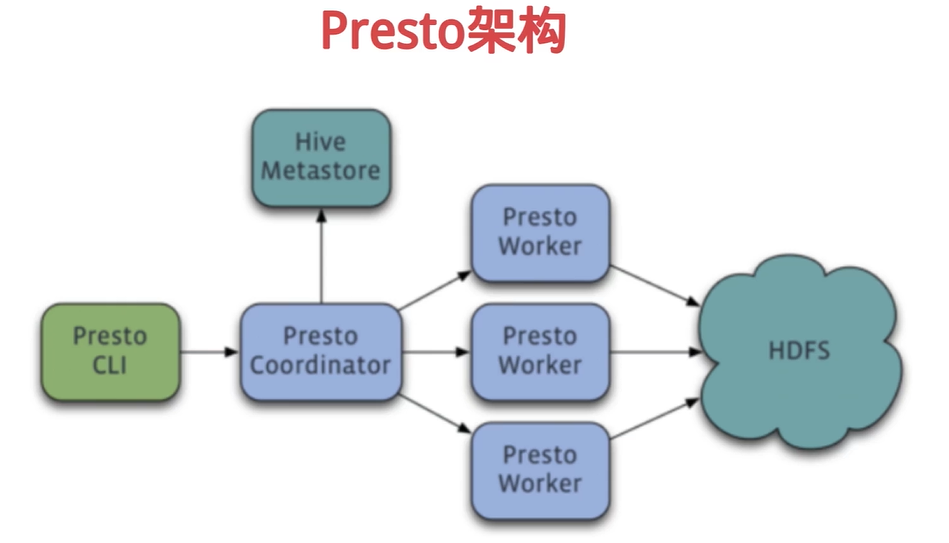 Presto架构
Hive
Metastore
Presto
Worker
Presto
CLI
Presto
Coordinator
Presto
Worker
HDFS
Presto
Worker